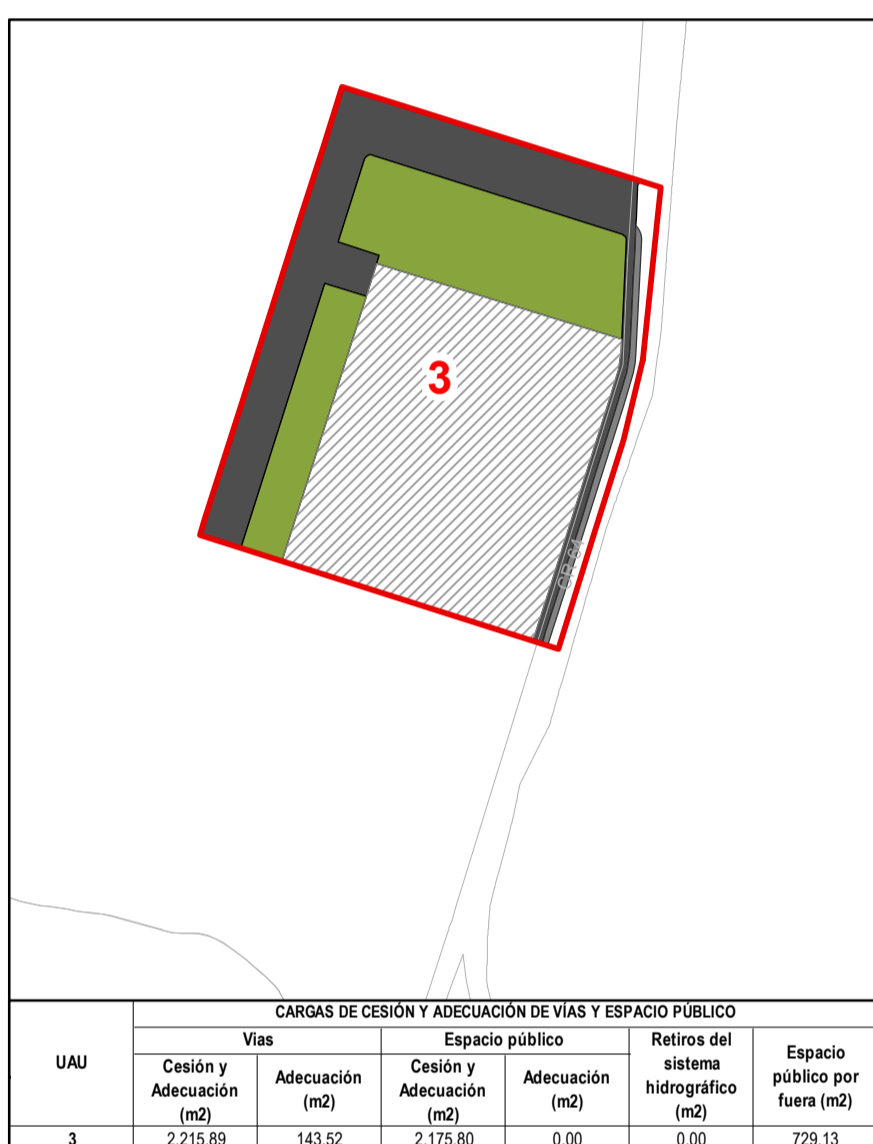 3
CR 64
CARGAS DE CESIÓN Y ADECUACIÓN DE VÍAS Y ESPACIO PÚBLICO
UAU
Vias
Espacio público
Retiros del
sistema
hidrográfico
(m2)
Espacio
público por
fuera (m2)
Cesión y
Adecuación
(m2)
Adecuación
(m2)
Cesión y
Adecuación
(m2)
Adecuación
(m2)
3 2.215,89 143,52 2.175,80 0,00 0,00 729,13